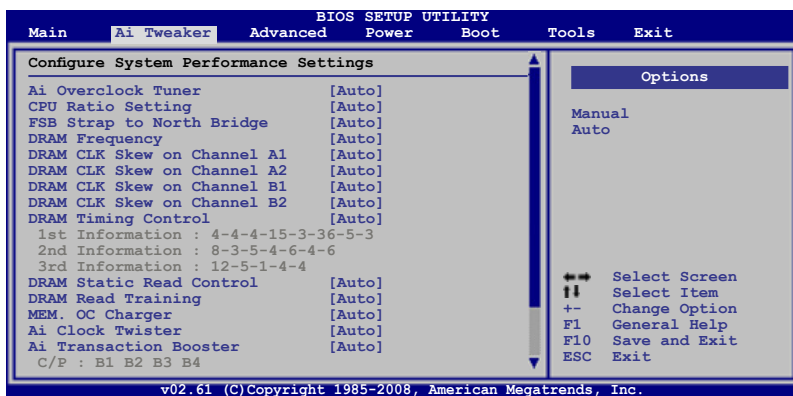 BIOS SETUP UTILITY
Main Ai Tweaker Advanced Power Boot Tools Exit
Configure System Performance Settings
Ai Overclock Tuner [Auto]
CPU Ratio Setting [Auto]
FSB Strap to North Bridge [Auto]
DRAM Frequency [Auto]
DRAM CLK Skew on Channel A1 [Auto]
DRAM CLK Skew on Channel A2 [Auto]
DRAM CLK Skew on Channel B1 [Auto]
DRAM CLK Skew on Channel B2 [Auto]
DRAM Timing Control [Auto]
1st Information : 4-4-4-15-3-36-5-3
2nd Information : 8-3-5-4-6-4-6
3rd Information : 12-5-1-4-4
DRAM Static Read Control [Auto]
DRAM Read Training [Auto]
MEM. OC Charger [Auto]
Ai Clock Twister [Auto]
Ai Transaction Booster [Auto]
C/P : B1 B2 B3 B4
Options
Manual
Auto
←→ Select Screen
↑↓ Select Item
+- Change Option
F1 General Help
F10 Save and Exit
ESC Exit
v02.61 (C)Copyright 1985-2008, American Megatrends, Inc.